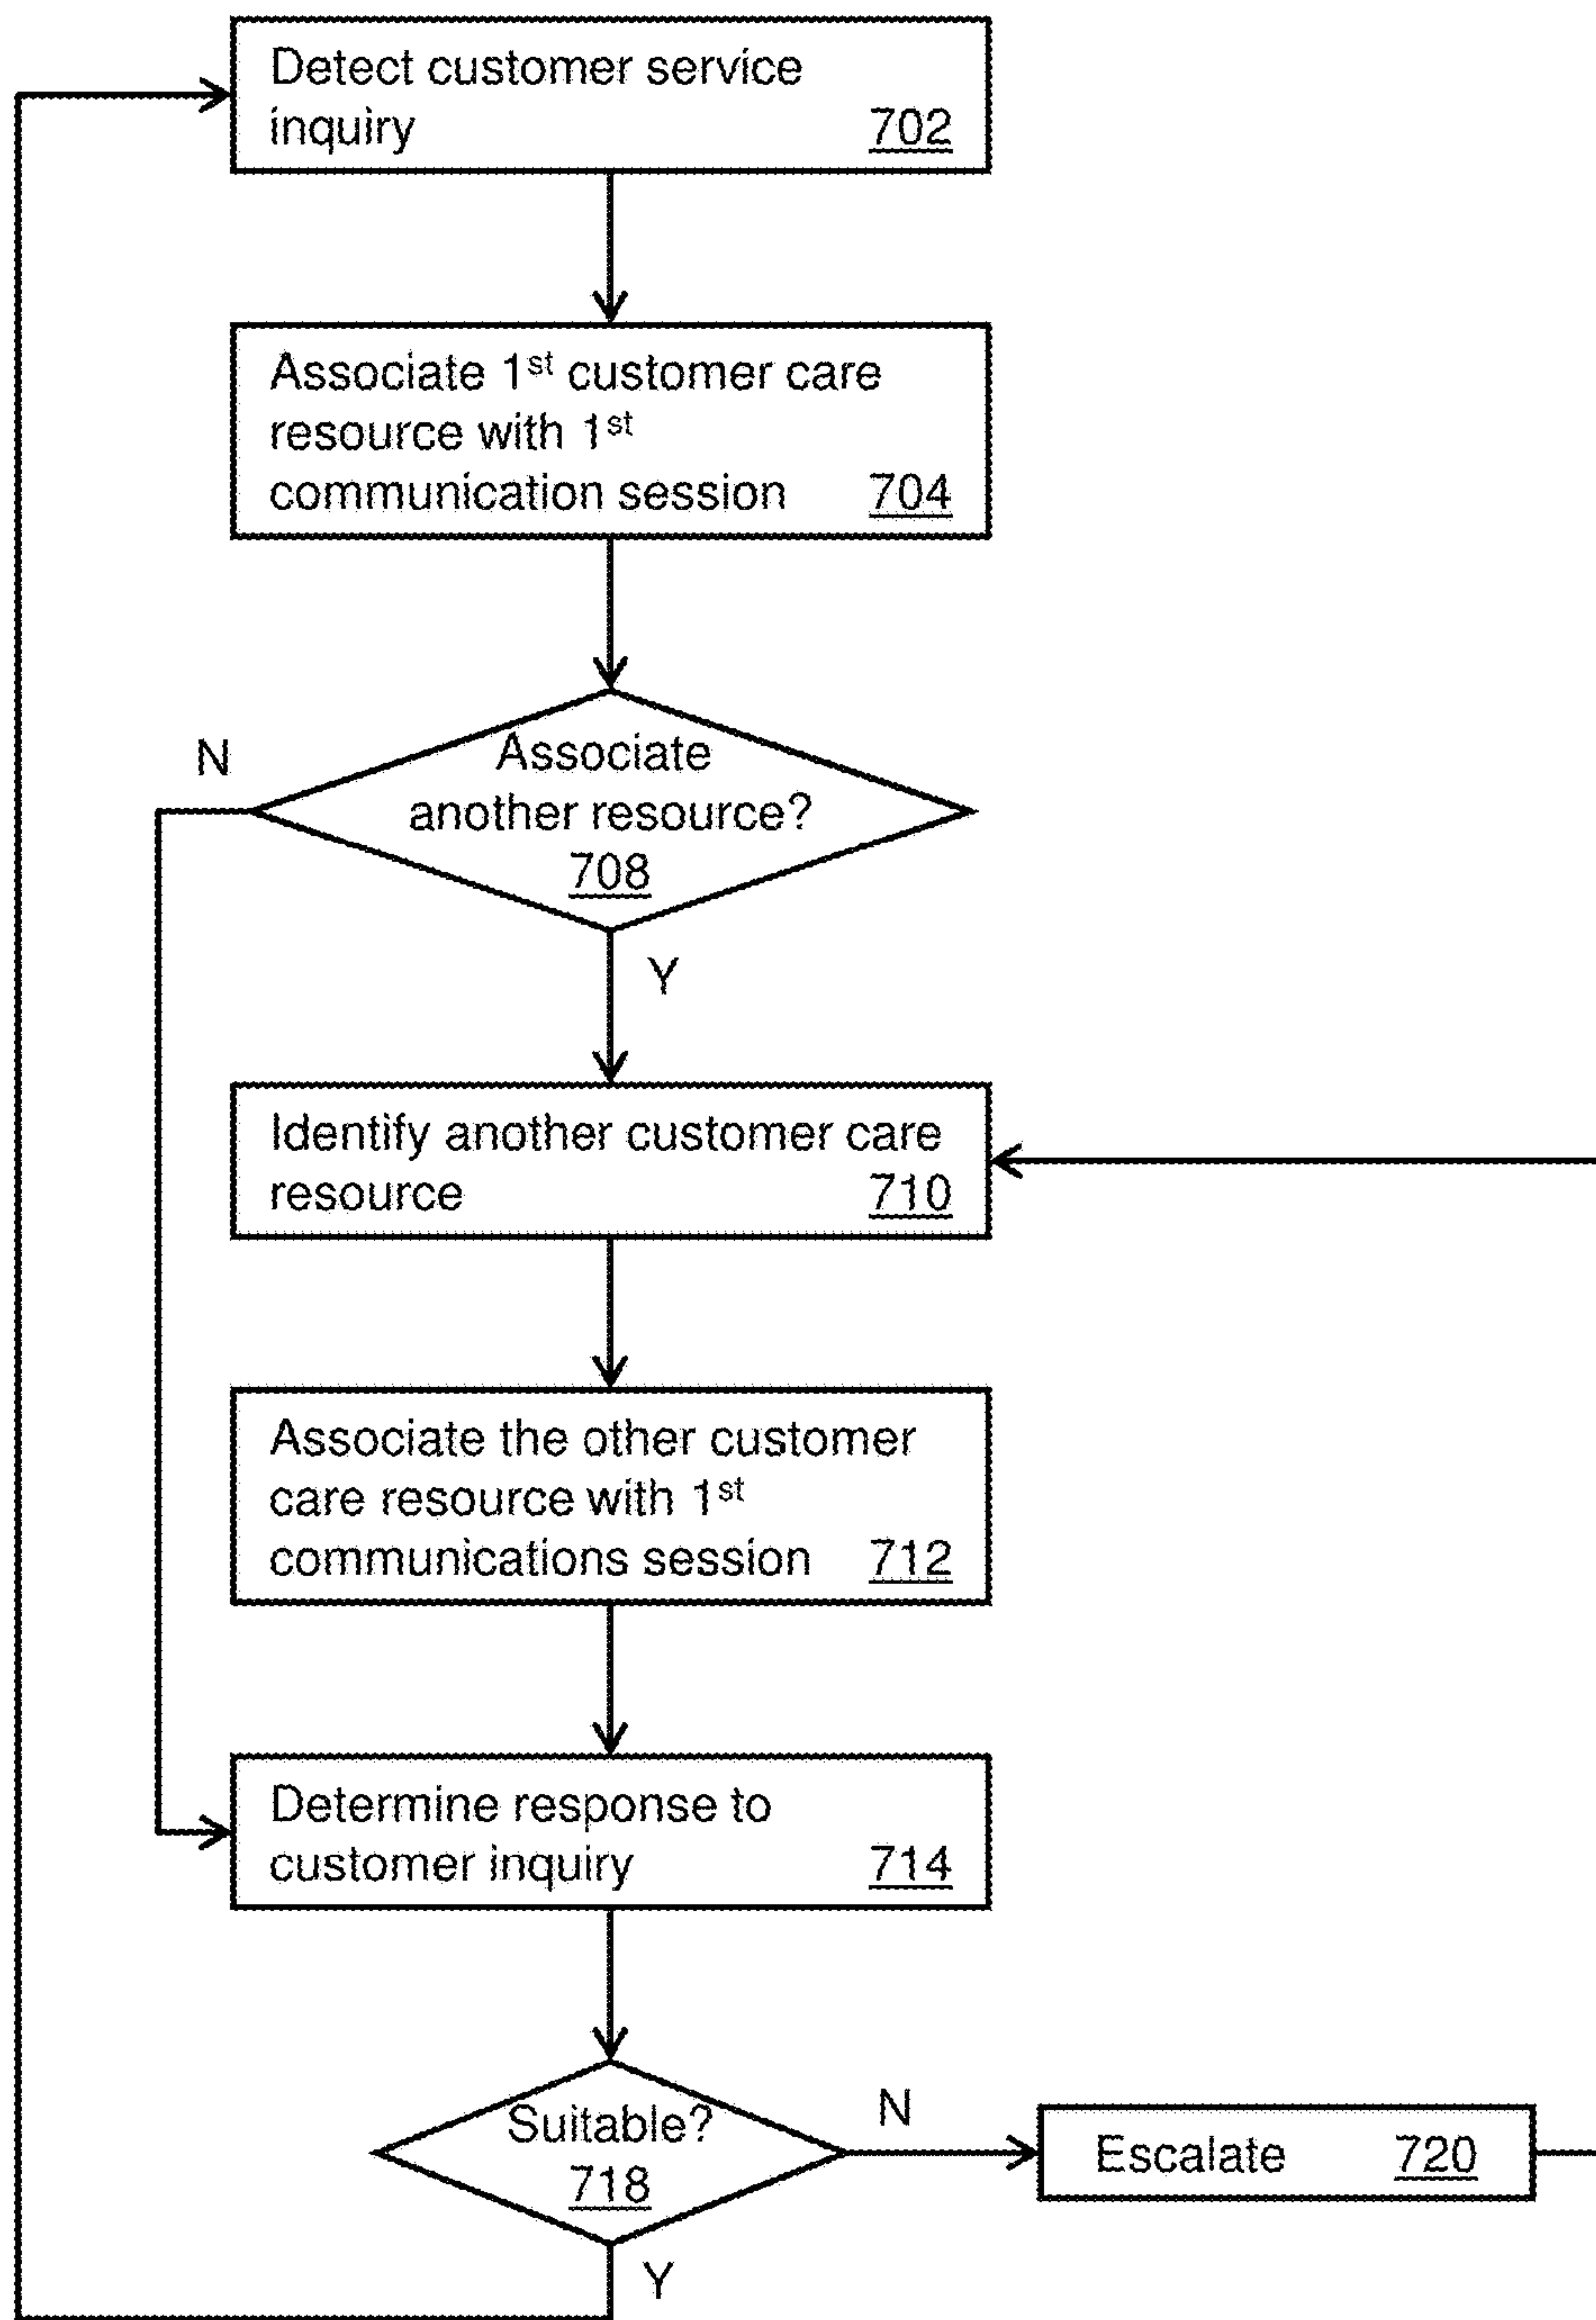 Detect customer service
inquiry 702
Associate 1st customer care
resource with 1st
communication session 704
N
Associate
another resource?
708
Y
Identify another customer care
resource 710
Associate the other customer
care resource with 1st
communications session 712
Determine response to
customer inquiry 714
Suitable?
718
N
Escalate 720
Y